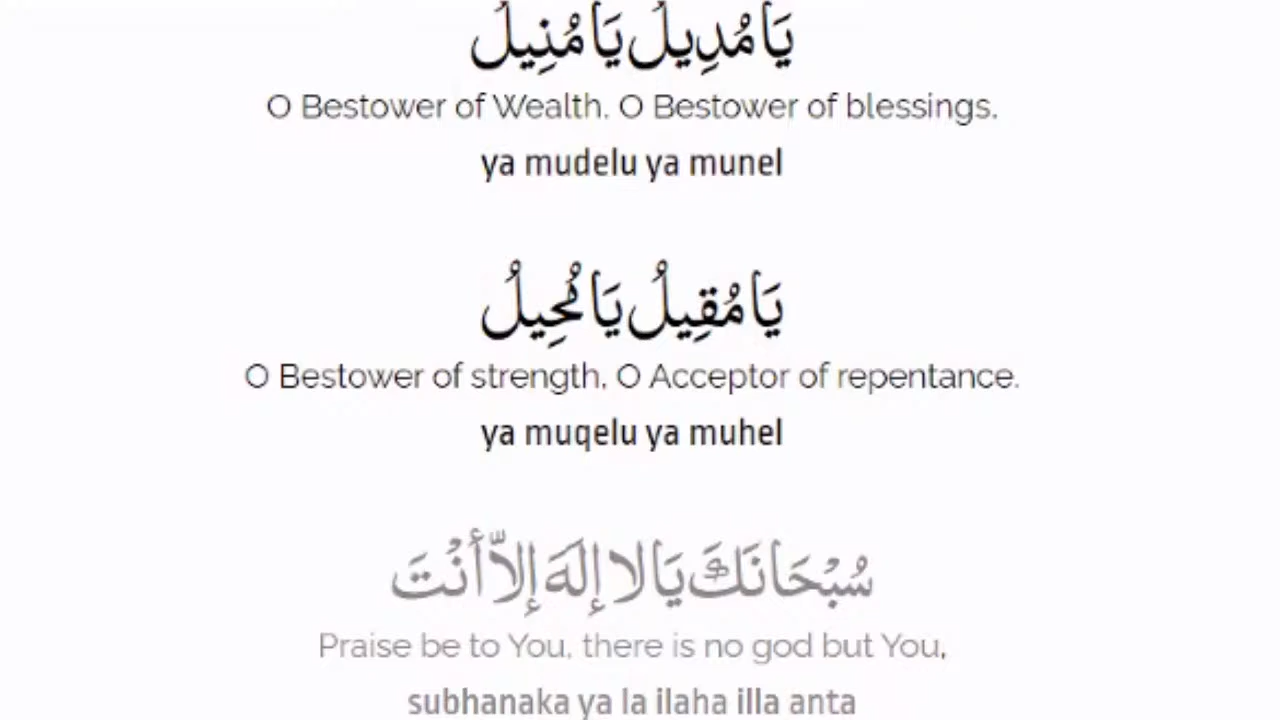 يَا مُدِيلُ يَا مُنِيلُ
O Bestower of Wealth, O Bestower of blessings.
ya mudelu ya munel
يَا مُقِيلُ يَا مُحِيلُ
O Bestower of strength, O Acceptor of repentance.
ya muqelu ya muhel
سُبْحَانَكَ يَا لا إِلَهَ إِلاَّ أَنْتَ
Praise be to You, there is no god but You,
subhanaka ya la ilaha illa anta